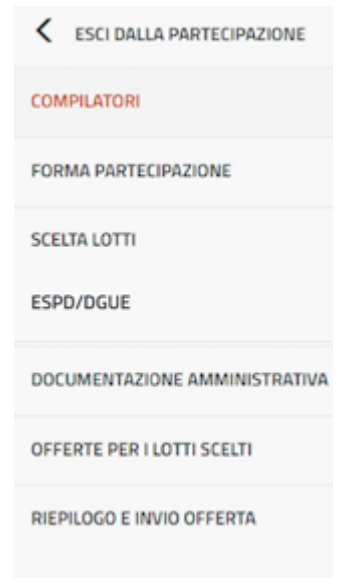 ESCI DALLA PARTECIPAZIONE
COMPILATORI
FORMA PARTECIPAZIONE
SCELTA LOTTI
ESPD/DGUE
DOCUMENTAZIONE AMMINISTRATIVA
OFFERTE PER I LOTTI SCELTI
RIEPILOGO E INVIO OFFERTA